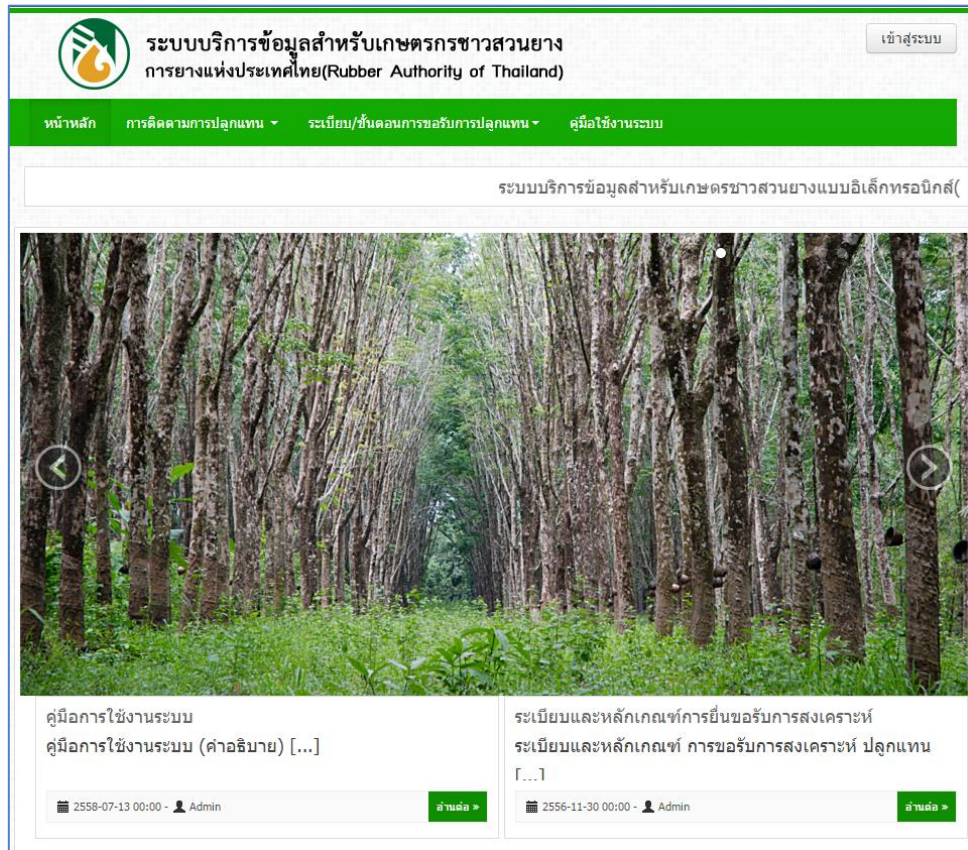 ระบบบริการข้อมูลสำหรับเกษตรกรชาวสวนยาง
การยางแห่งประเทศไทย(Rubber Authority of Thailand)
เข้าสู่ระบบ
หน้าหลัก การติดตามการปลูกแทน ระเบียบ/ขั้นตอนการขอรับการปลูกแทน คู่มือใช้งานระบบ
ระบบบริการข้อมูลสำหรับเกษตรชาวสวนยางแบบอิเล็กทรอนิกส์(
คู่มือการใช้งานระบบ
คู่มือการใช้งานระบบ (คำอธิบาย) [...]
2558-07-13 00:00 - Admin
อ่านต่อ »
ระเบียบและหลักเกณฑ์การยื่นขอรับการสงเคราะห์
ระเบียบและหลักเกณฑ์ การขอรับการสงเคราะห์ ปลูกแทน
[...]
2556-11-30 00:00 - Admin
อ่านต่อ »